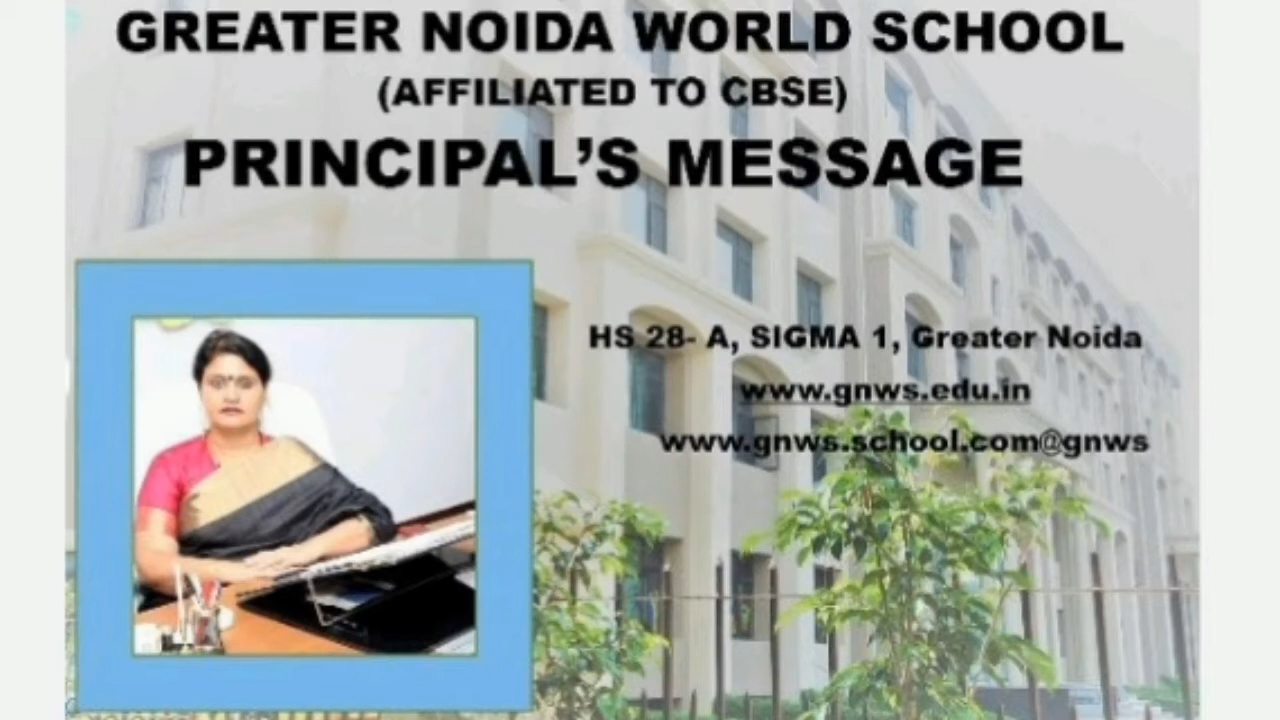 GREATER NOIDA WORLD SCHOOL
(AFFILIATED TO CBSE)
PRINCIPAL'S MESSAGE
HS 28- A, SIGMA 1, Greater Noida
www.gnws.edu.in
www.gnws.school.com@gnws